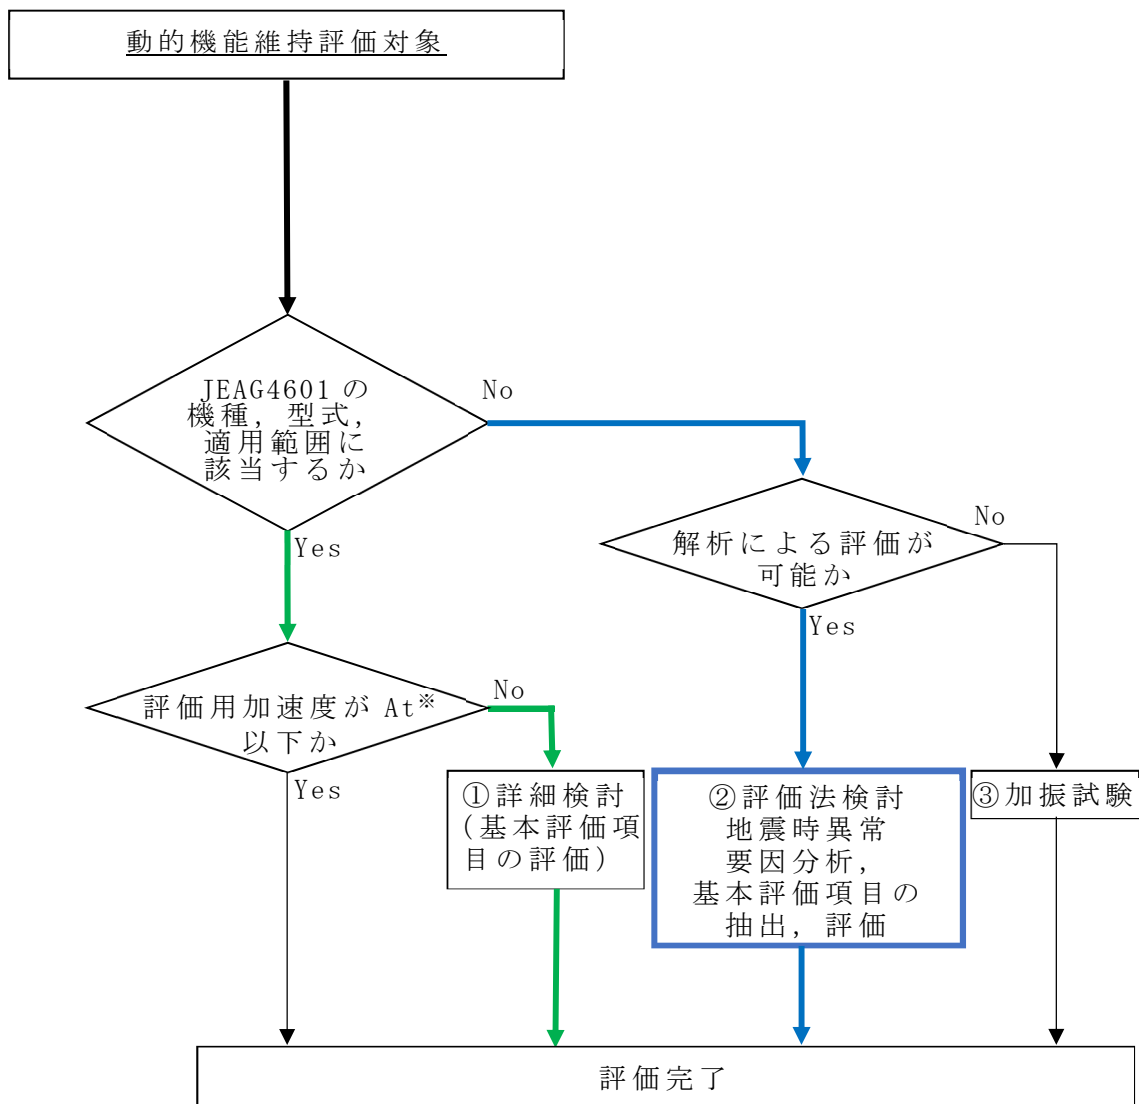 動的機能維持評価対象
JEAG4601の
機種，型式，
適用範囲に
該当するか
No
Yes
解析による評価が
可能か
No
Yes
評価用加速度がAt※
以下か
No
Yes
①詳細検討
(基本評価項
目の評価)
②評価法検討
地震時異常
要因分析，
基本評価項目の
抽出，評価
③加振試験
評価完了